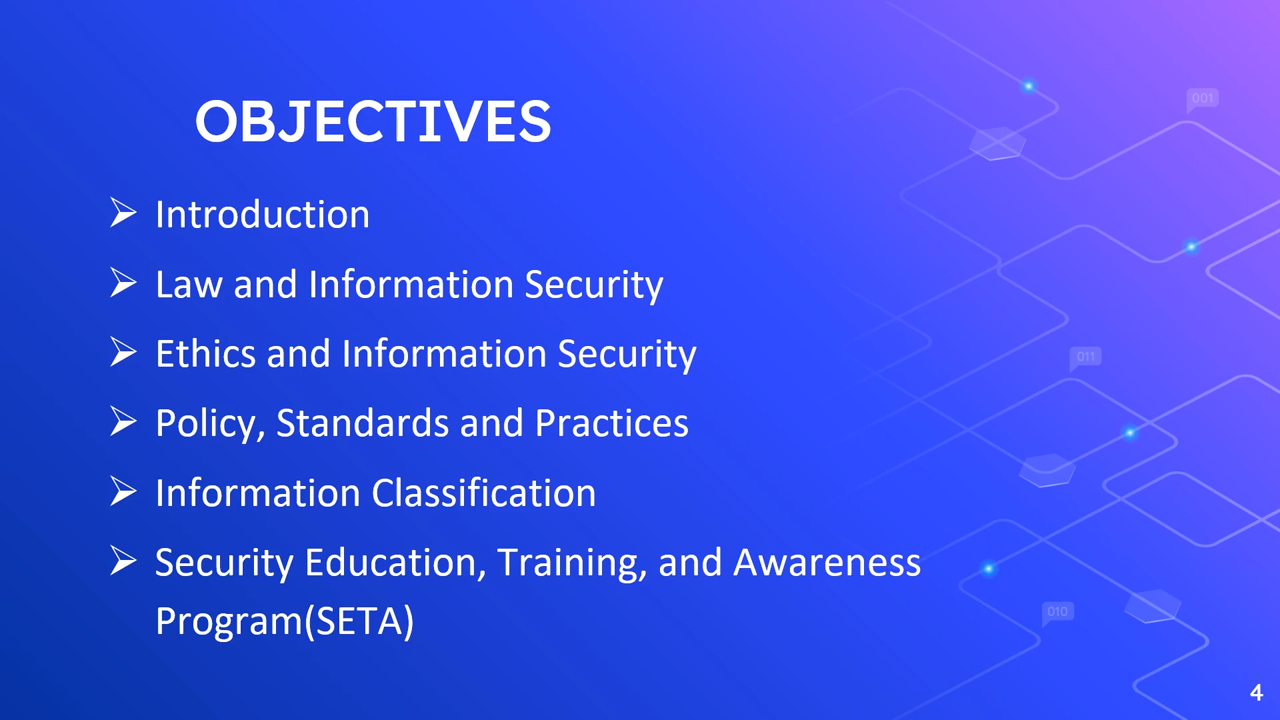 OBJECTIVES
➢ Introduction
➢ Law and Information Security
➢ Ethics and Information Security
➢ Policy, Standards and Practices
➢ Information Classification
➢ Security Education, Training, and Awareness
Program(SETA)
001
011
010
4